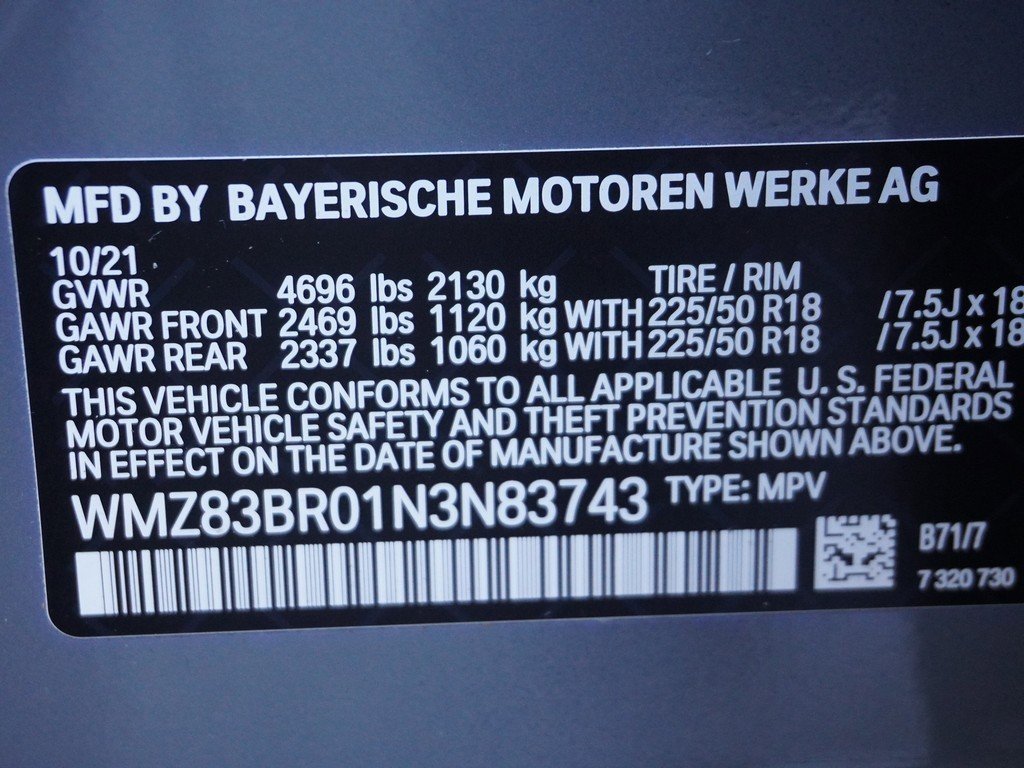 MFD BY BAYERISCHE MOTOREN WERKE AG
10/21
GVWR 4696 lbs 2130 kg TIRE / RIM
GAWR FRONT 2469 lbs 1120 kg WITH 225/50 R18 /7.5J x 18
GAWR REAR 2337 lbs 1060 kg WITH 225/50 R18 /7.5J x 18
THIS VEHICLE CONFORMS TO ALL APPLICABLE U. S. FEDERAL
MOTOR VEHICLE SAFETY AND THEFT PREVENTION STANDARDS
IN EFFECT ON THE DATE OF MANUFACTURE SHOWN ABOVE.
WMZ83BR01N3N83743 TYPE: MPV
B71/7
7 320 730